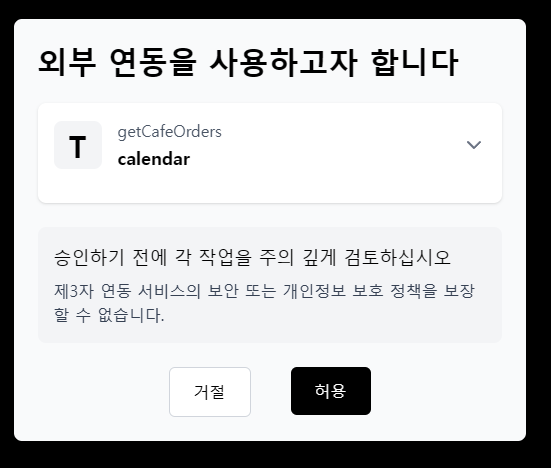 외부 연동을 사용하고자 합니다
T
getCafeOrders
calendar
승인하기 전에 각 작업을 주의 깊게 검토하십시오
제3자 연동 서비스의 보안 또는 개인정보 보호 정책을 보장
할 수 없습니다.
거절
허용